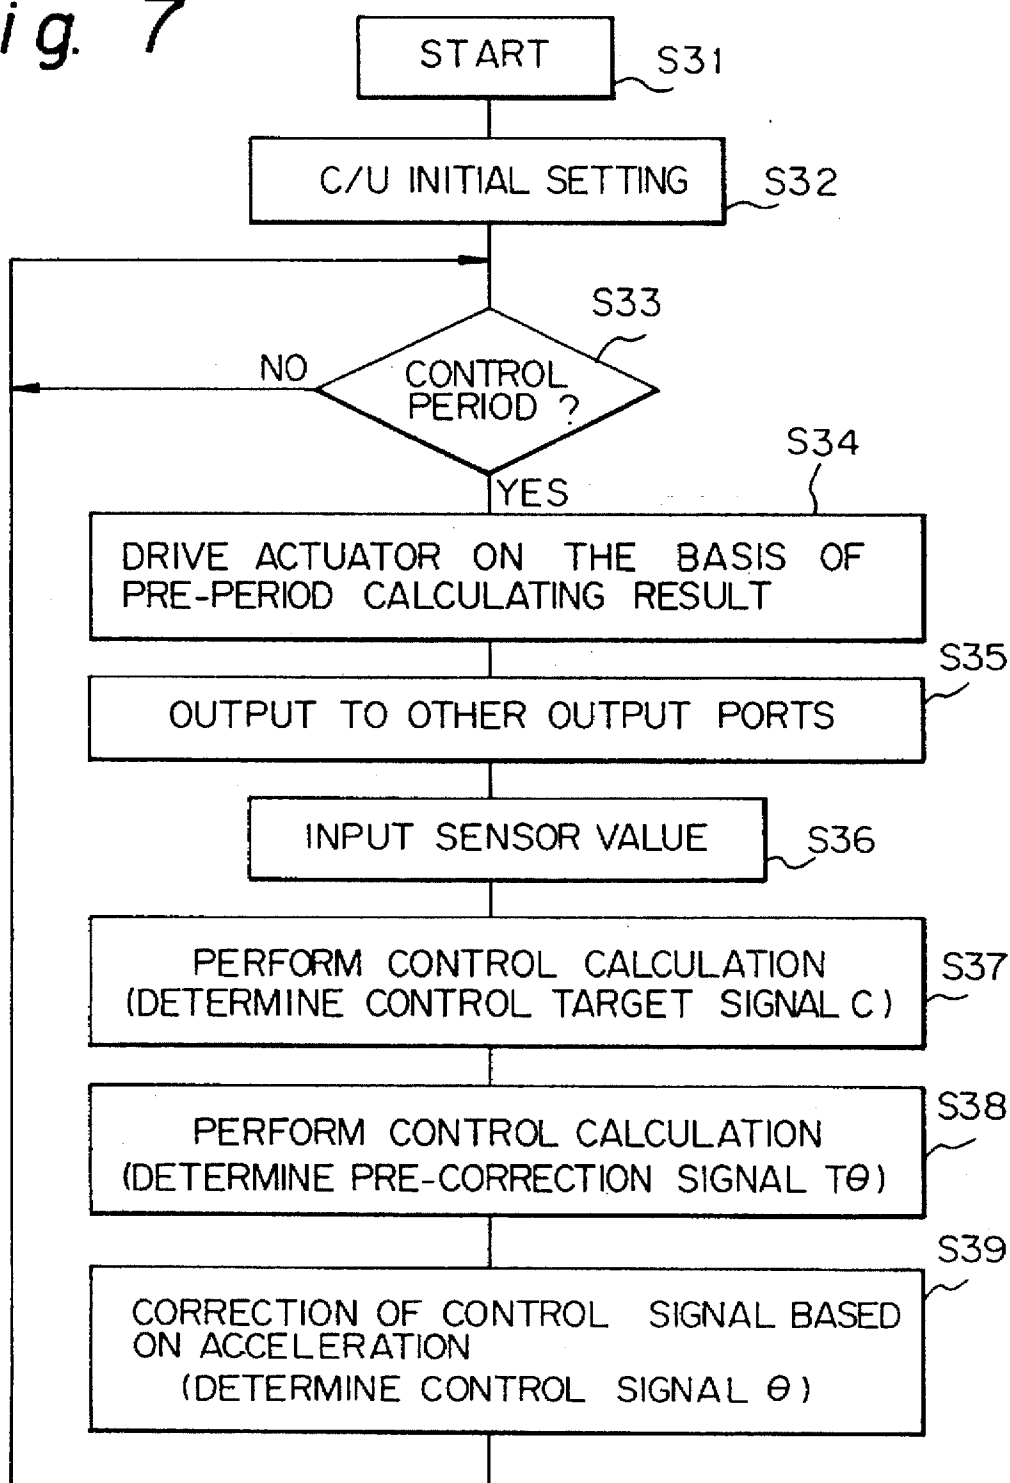 ig. 7
START
S31
C/U INITIAL SETTING
S32
S33
NO
CONTROL
PERIOD ?
S34
YES
DRIVE ACTUATOR ON THE BASIS OF
PRE-PERIOD CALCULATING RESULT
S35
OUTPUT TO OTHER OUTPUT PORTS
INPUT SENSOR VALUE
S36
PERFORM CONTROL CALCULATION
(DETERMINE CONTROL TARGET SIGNAL C)
S37
S38
PERFORM CONTROL CALCULATION
(DETERMINE PRE-CORRECTION SIGNAL Tθ)
S39
CORRECTION OF CONTROL SIGNAL BASED
ON ACCELERATION
(DETERMINE CONTROL SIGNAL θ)